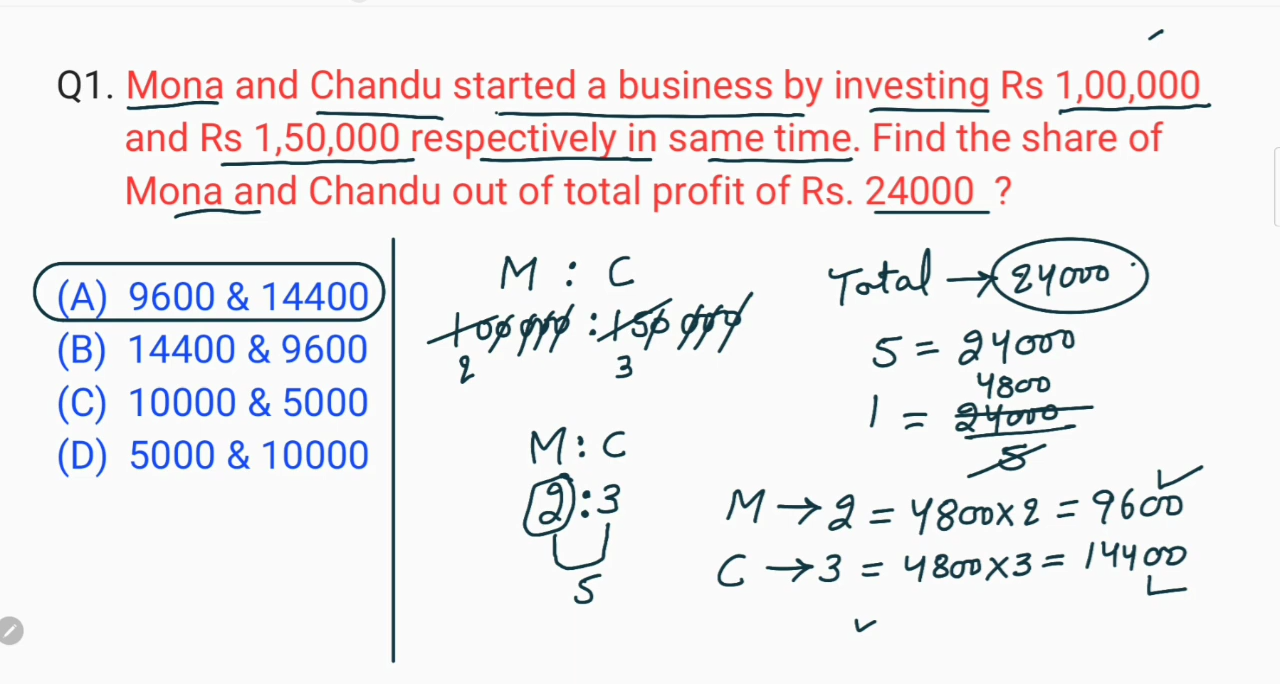 Q1. Mona and Chandu started a business by investing Rs 1,00,000
and Rs 1,50,000 respectively in same time. Find the share of
Mona and Chandu out of total profit of Rs. 24000 ?
(A) 9600 & 14400
(B) 14400 & 9600
(C) 10000 & 5000
(D) 5000 & 10000
M : C
100000 : 150000
2 3
M : C
2 : 3
5
Total → 24000
5 = 24000
4800
1 = 24000
5
M → 2 = 4800×2 = 9600
C → 3 = 4800×3 = 14400